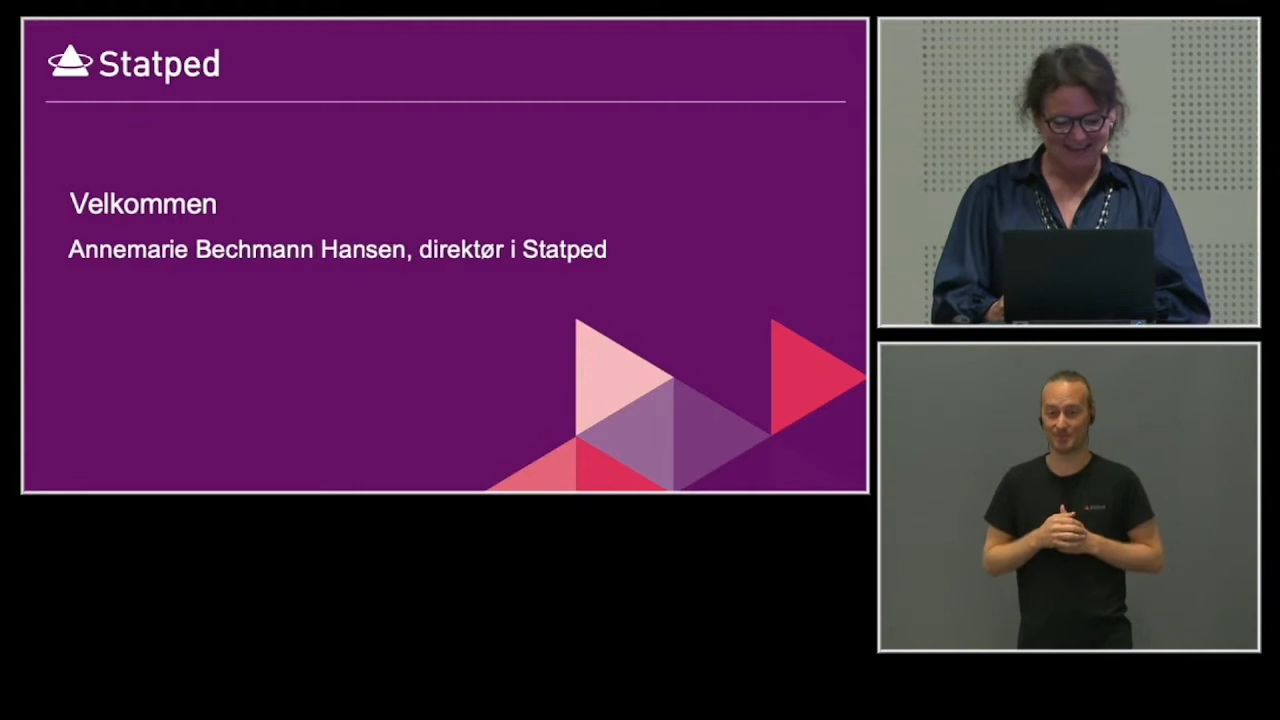 Statped
Velkommen
Annemarie Bechmann Hansen, direktør i Statped